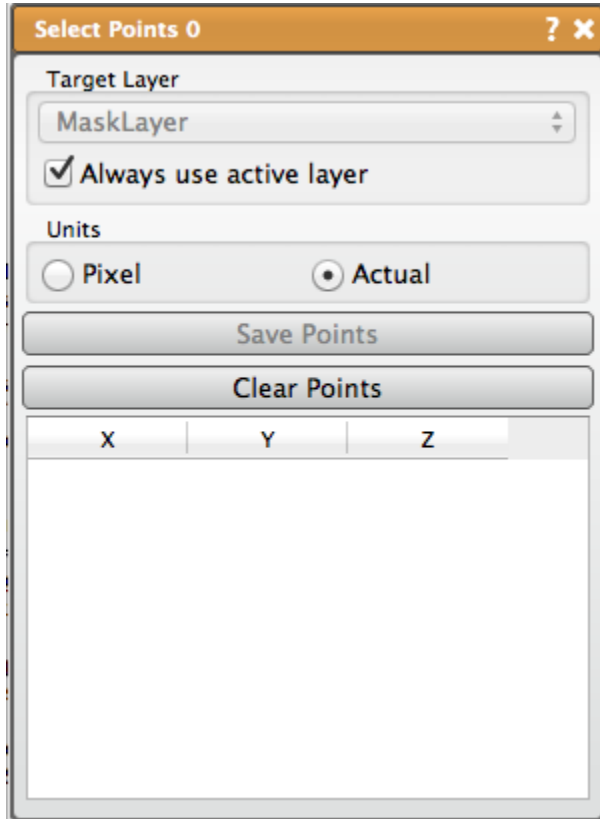 Select Points 0 ?
Target Layer
MaskLayer
Always use active layer
Units
Pixel Actual
Save Points
Clear Points
X Y Z